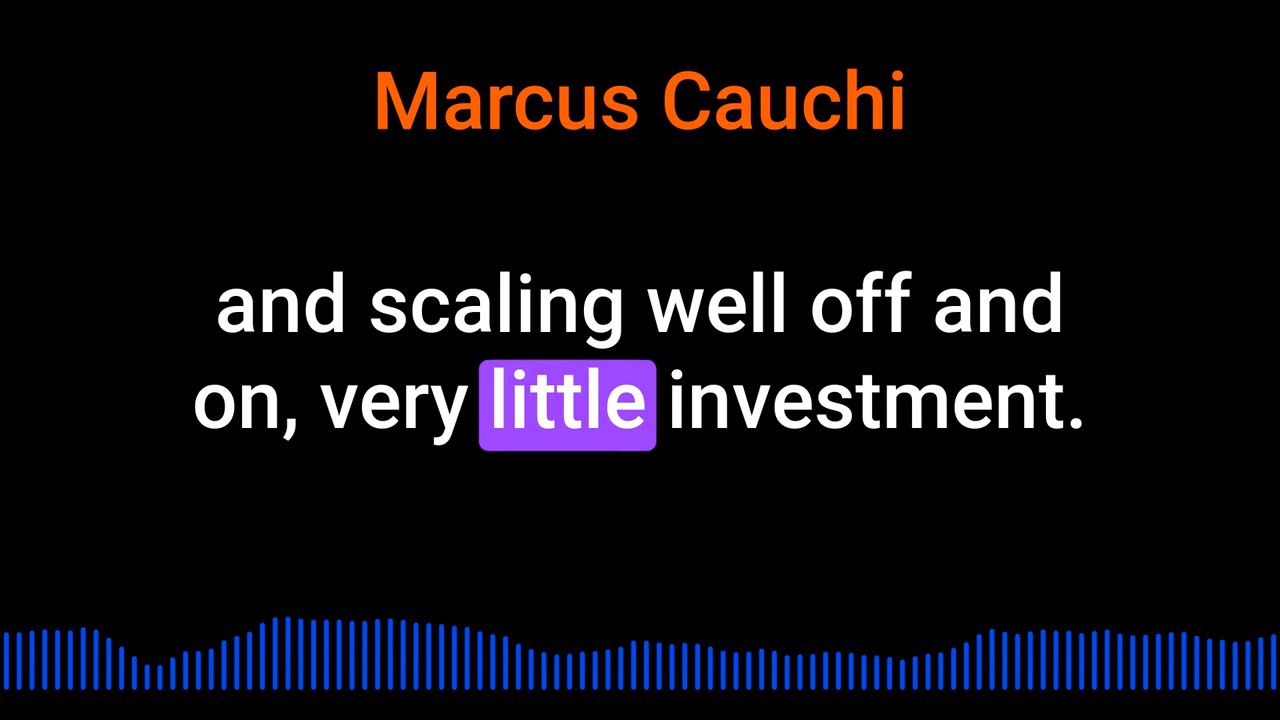 Marcus Cauchi
and scaling well off and
on, very little investment.